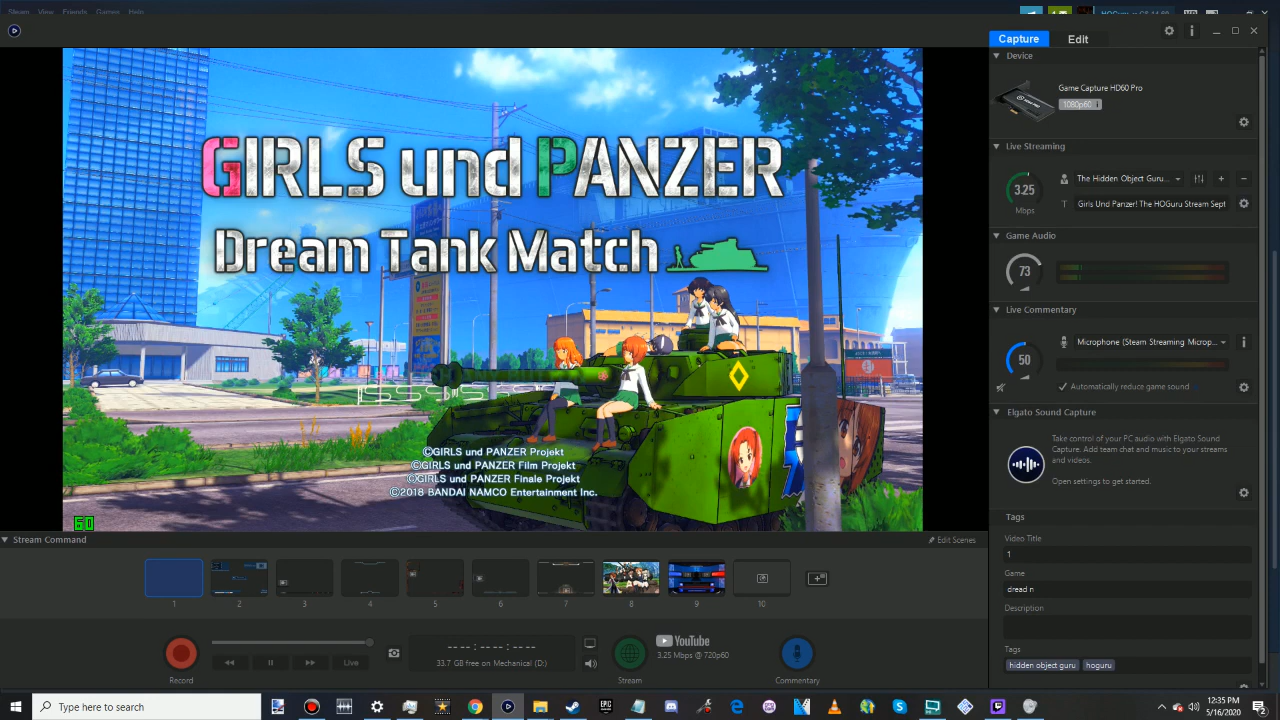 Steam View Friends Games Help
Capture Edit
Device
Game Capture HD60 Pro
1080p60
Live Streaming
3.25
Mbps
The Hidden Object Guru...
T Girls Und Panzer! The HOGuru Stream Sept
Game Audio
73
Live Commentary
50
Microphone (Steam Streaming Microp...
Automatically reduce game sound
Elgato Sound Capture
Take control of your PC audio with Elgato Sound
Capture. Add team chat and music to your streams
and videos.
Open settings to get started.
Tags
Video Title
1
Game
dread n
Description
Tags
hidden object guru hoguru
GIRLS und PANZER
Dream Tank Match
©GIRLS und PANZER Projekt
©GIRLS und PANZER Film Projekt
©GIRLS und PANZER Finale Projekt
©2018 BANDAI NAMCO Entertainment Inc.
60
Stream Command
Edit Scenes
1 2 3 4 5 6 7 8 9 10
Live
-- -- : -- -- : -- --
33.7 GB free on Mechanical (D:)
YouTube
3.25 Mbps @ 720p60
Record
Stream
Commentary
Type here to search
EPIC
12:35 PM
5/16/2020
2